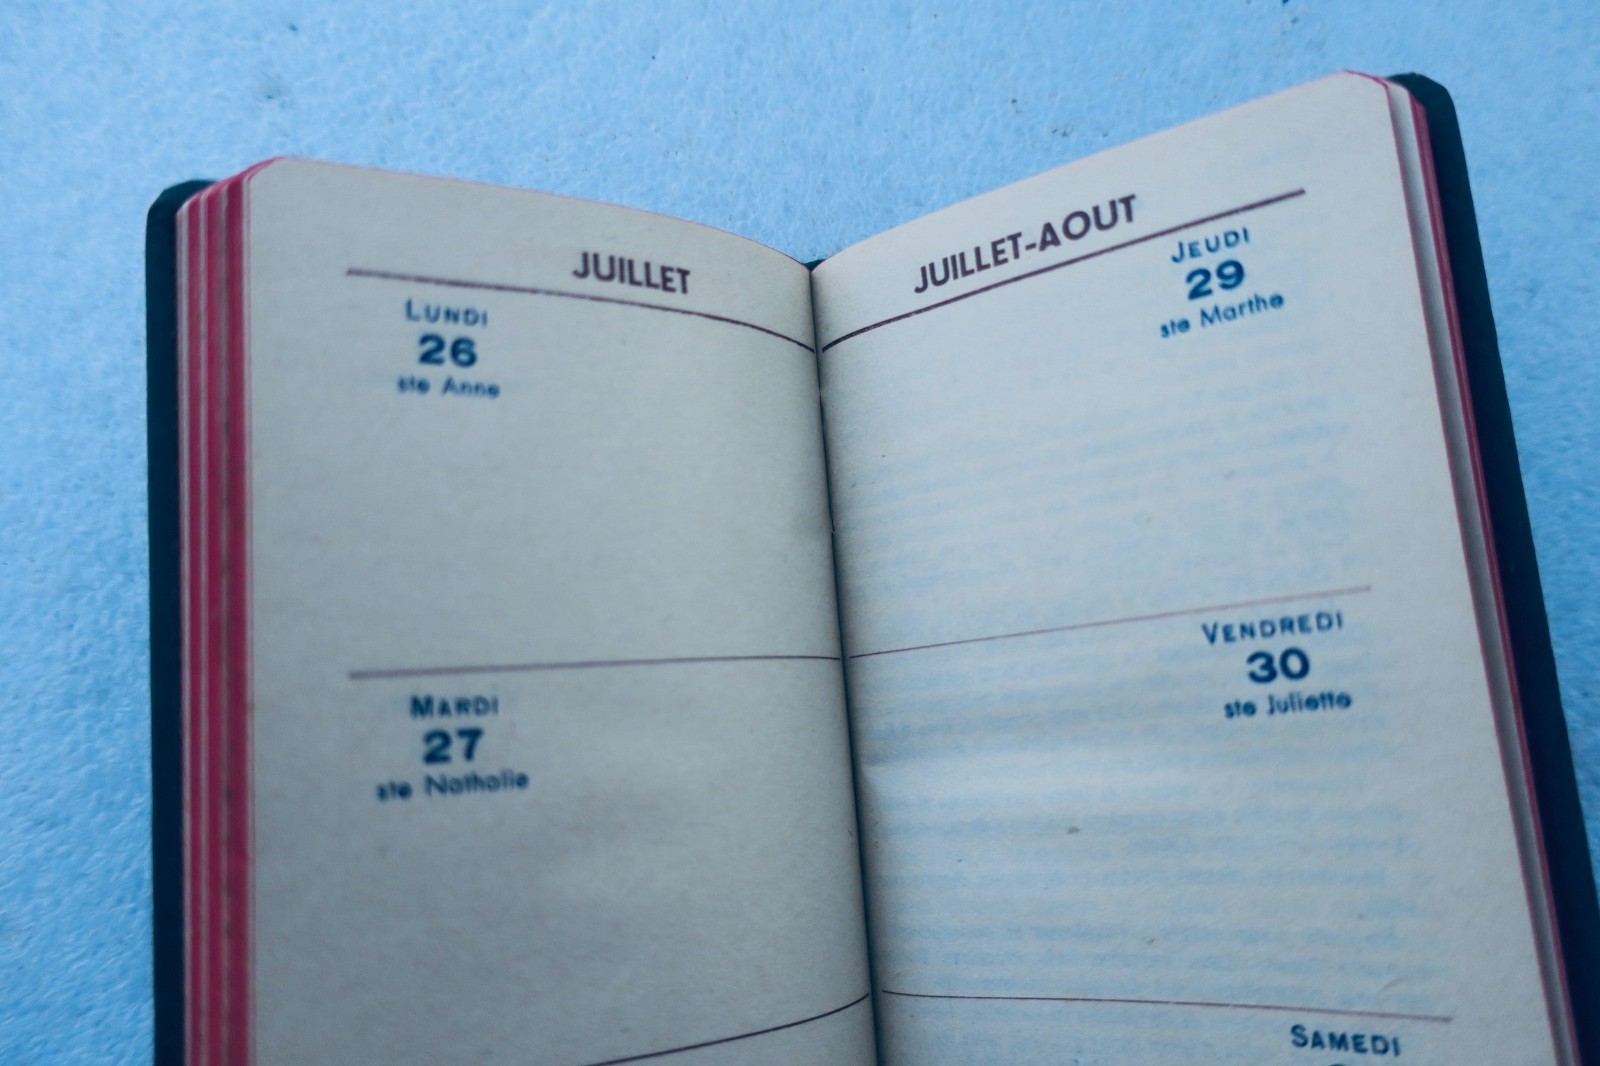 JUILLET
LUNDI
26
ste Anne
MARDI
27
ste Nathalie
JUILLET-AOUT
JEUDI
29
ste Marthe
VENDREDI
30
ste Juliette
SAMEDI